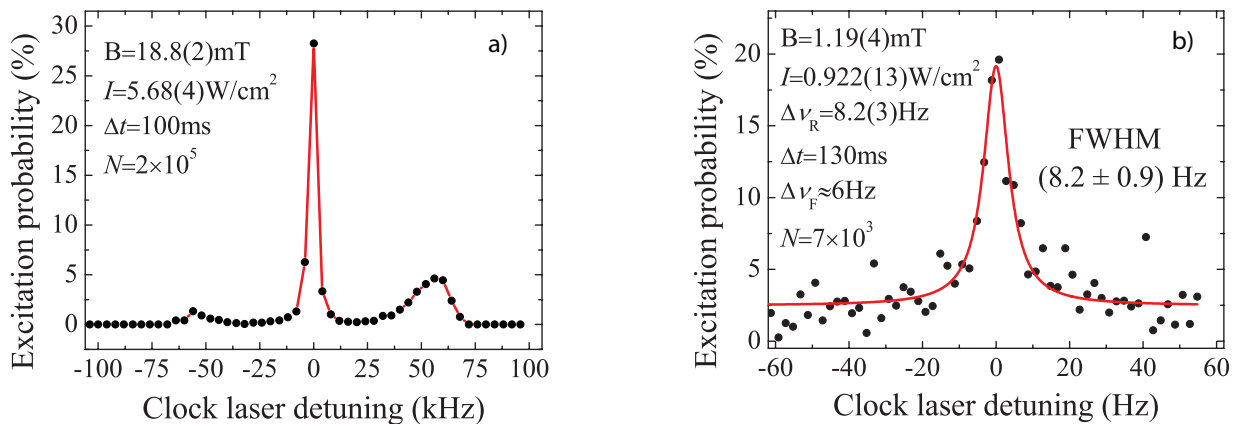 a)
B=18.8(2)mT
I=5.68(4)W/cm²
Δt=100ms
N=2×10⁵
Excitation probability (%)
30
25
20
15
10
5
0
-100 -75 -50 -25 0 25 50 75 100
Clock laser detuning (kHz)
b)
B=1.19(4)mT
I=0.922(13)W/cm²
Δν_R=8.2(3)Hz
Δt=130ms
Δν_F≈6Hz
N=7×10³
FWHM
(8.2 ± 0.9) Hz
Excitation probability (%)
20
15
10
5
0
-60 -40 -20 0 20 40 60
Clock laser detuning (Hz)